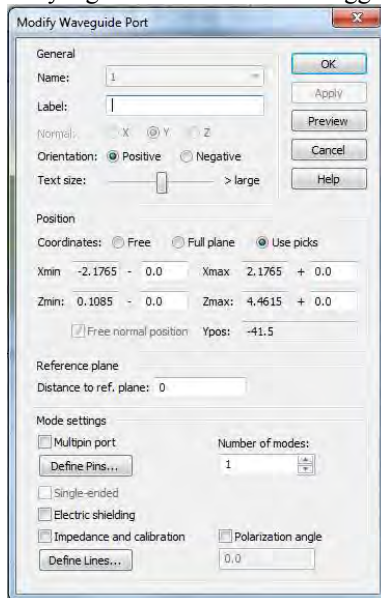 Modify Waveguide Port
General
Name: 1
OK
Apply
Label:
Preview
Normal: X Y Z
Cancel
Orientation: Positive Negative
Text size: > large
Help
Position
Coordinates: Free Full plane Use picks
Xmin -2.1765 - 0.0 Xmax 2.1765 + 0.0
Zmin: 0.1085 - 0.0 Zmax: 4.4615 + 0.0
Free normal position Ypos: -41.5
Reference plane
Distance to ref. plane: 0
Mode settings
Multipin port Number of modes:
Define Pins... 1
Single-ended
Electric shielding
Impedance and calibration Polarization angle
Define Lines... 0.0